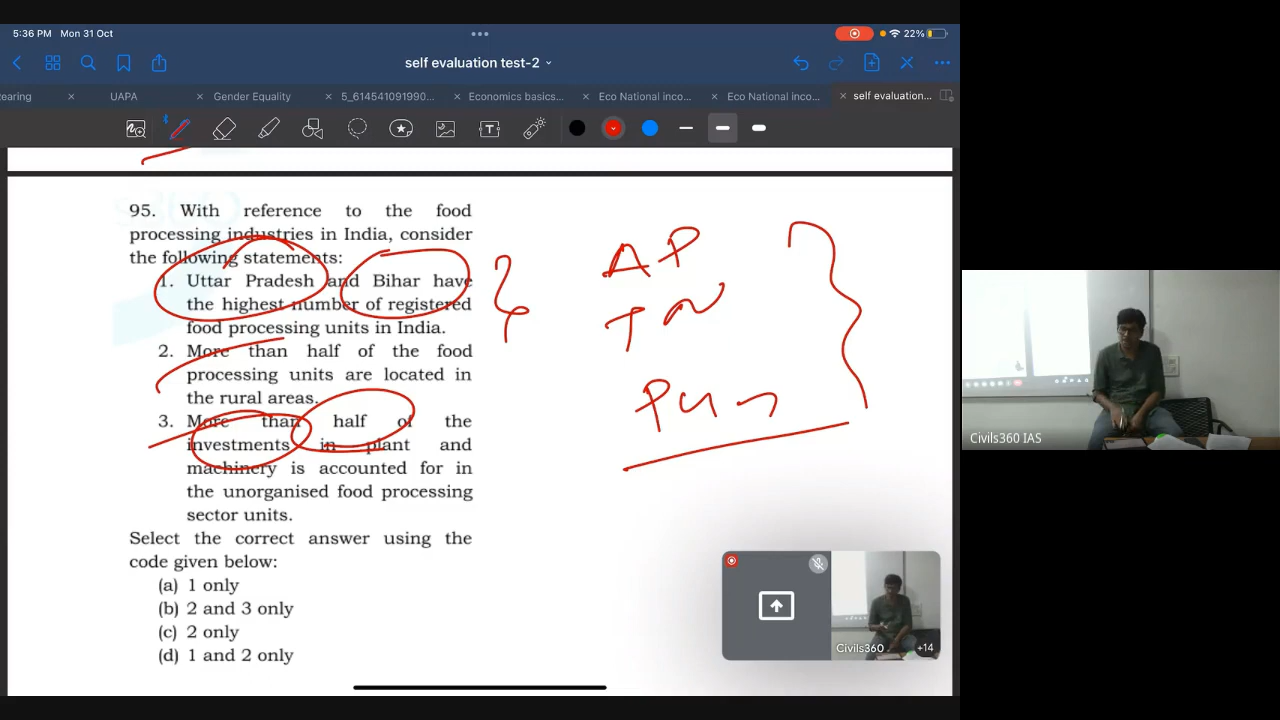 5:36 PM Mon 31 Oct
22%
self evaluation test-2
tearing
UAPA
Gender Equality
5_614541091990...
Economics basics...
Eco National inco...
Eco National inco...
self evaluation...
95. With reference to the food
processing industries in India, consider
the following statements:
1. Uttar Pradesh and Bihar have
the highest number of registered
food processing units in India.
2. More than half of the food
processing units are located in
the rural areas.
3. More than half of the
investments in plant and
machinery is accounted for in
the unorganised food processing
sector units.
Select the correct answer using the
code given below:
(a) 1 only
(b) 2 and 3 only
(c) 2 only
(d) 1 and 2 only
AP
TN
Pun
Civils360
+14
Civils360 IAS